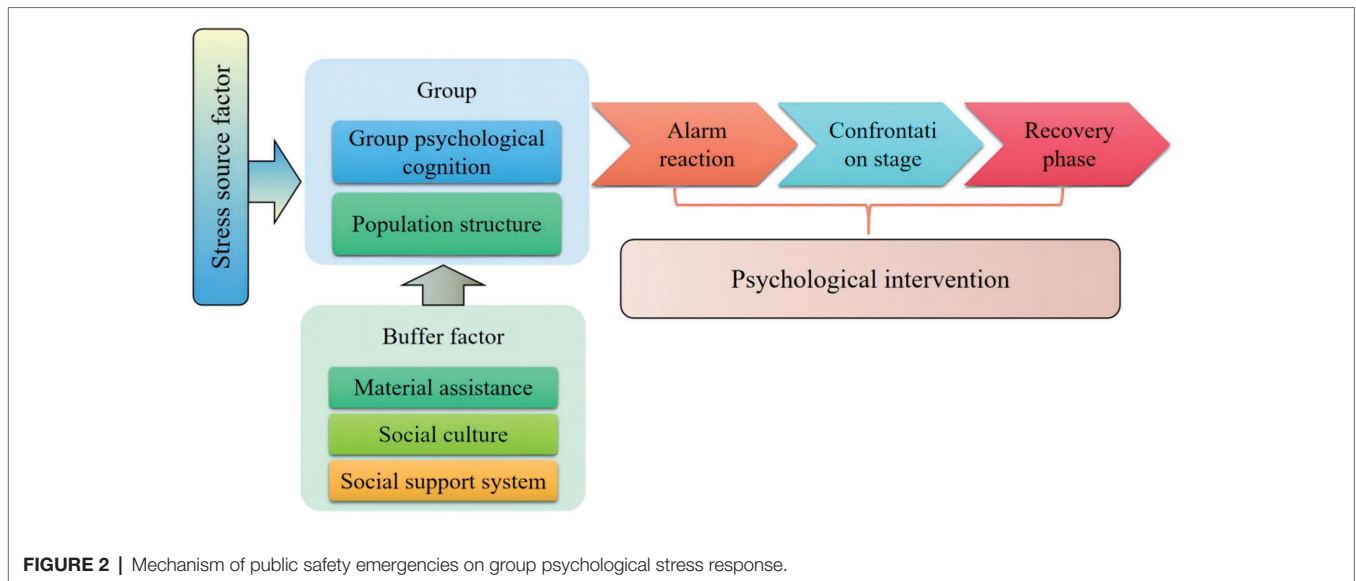 Stress source factor
Group
Group psychological
cognition
Population structure
Buffer factor
Material assistance
Social culture
Social support system
Alarm
reaction
Confrontati
on stage
Recovery
phase
Psychological intervention
FIGURE 2 | Mechanism of public safety emergencies on group psychological stress response.